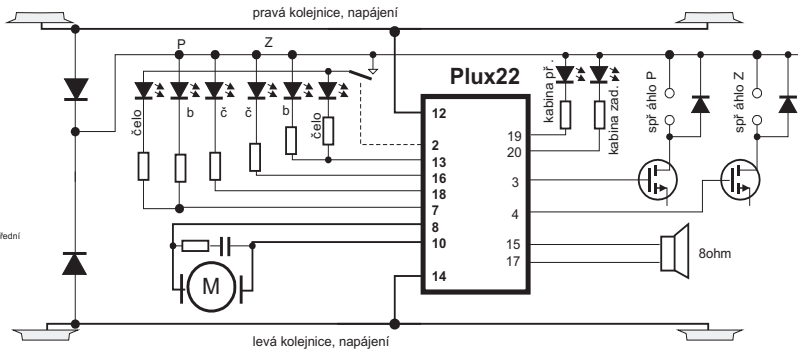 pravá kolejnice, napájení
P
Z
Plux22
čelo
b
č
č
b
čelo
kabina př.
kabina zad.
spř áhlo P
spř áhlo Z
12
2
13
16
18
7
8
10
14
19
20
3
4
15
17
M
8ohm
řední
levá kolejnice, napájení